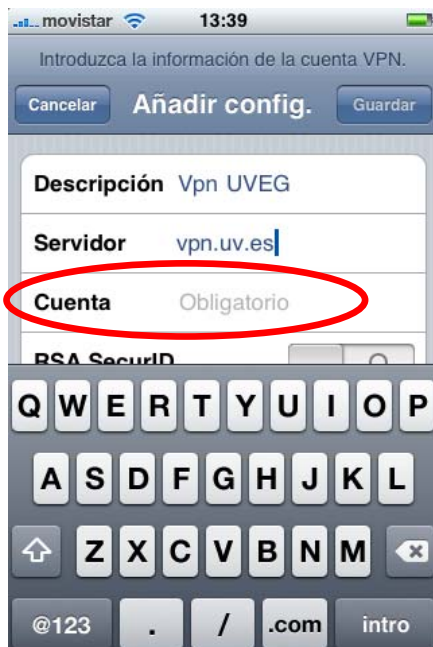 movistar 13:39
Introduzca la información de la cuenta VPN.
Cancelar Añadir config. Guardar
Descripción Vpn UVEG
Servidor vpn.uv.es
Cuenta Obligatorio
RSA SecurID
Q W E R T Y U I O P
A S D F G H J K L
Z X C V B N M
@123 . / .com intro